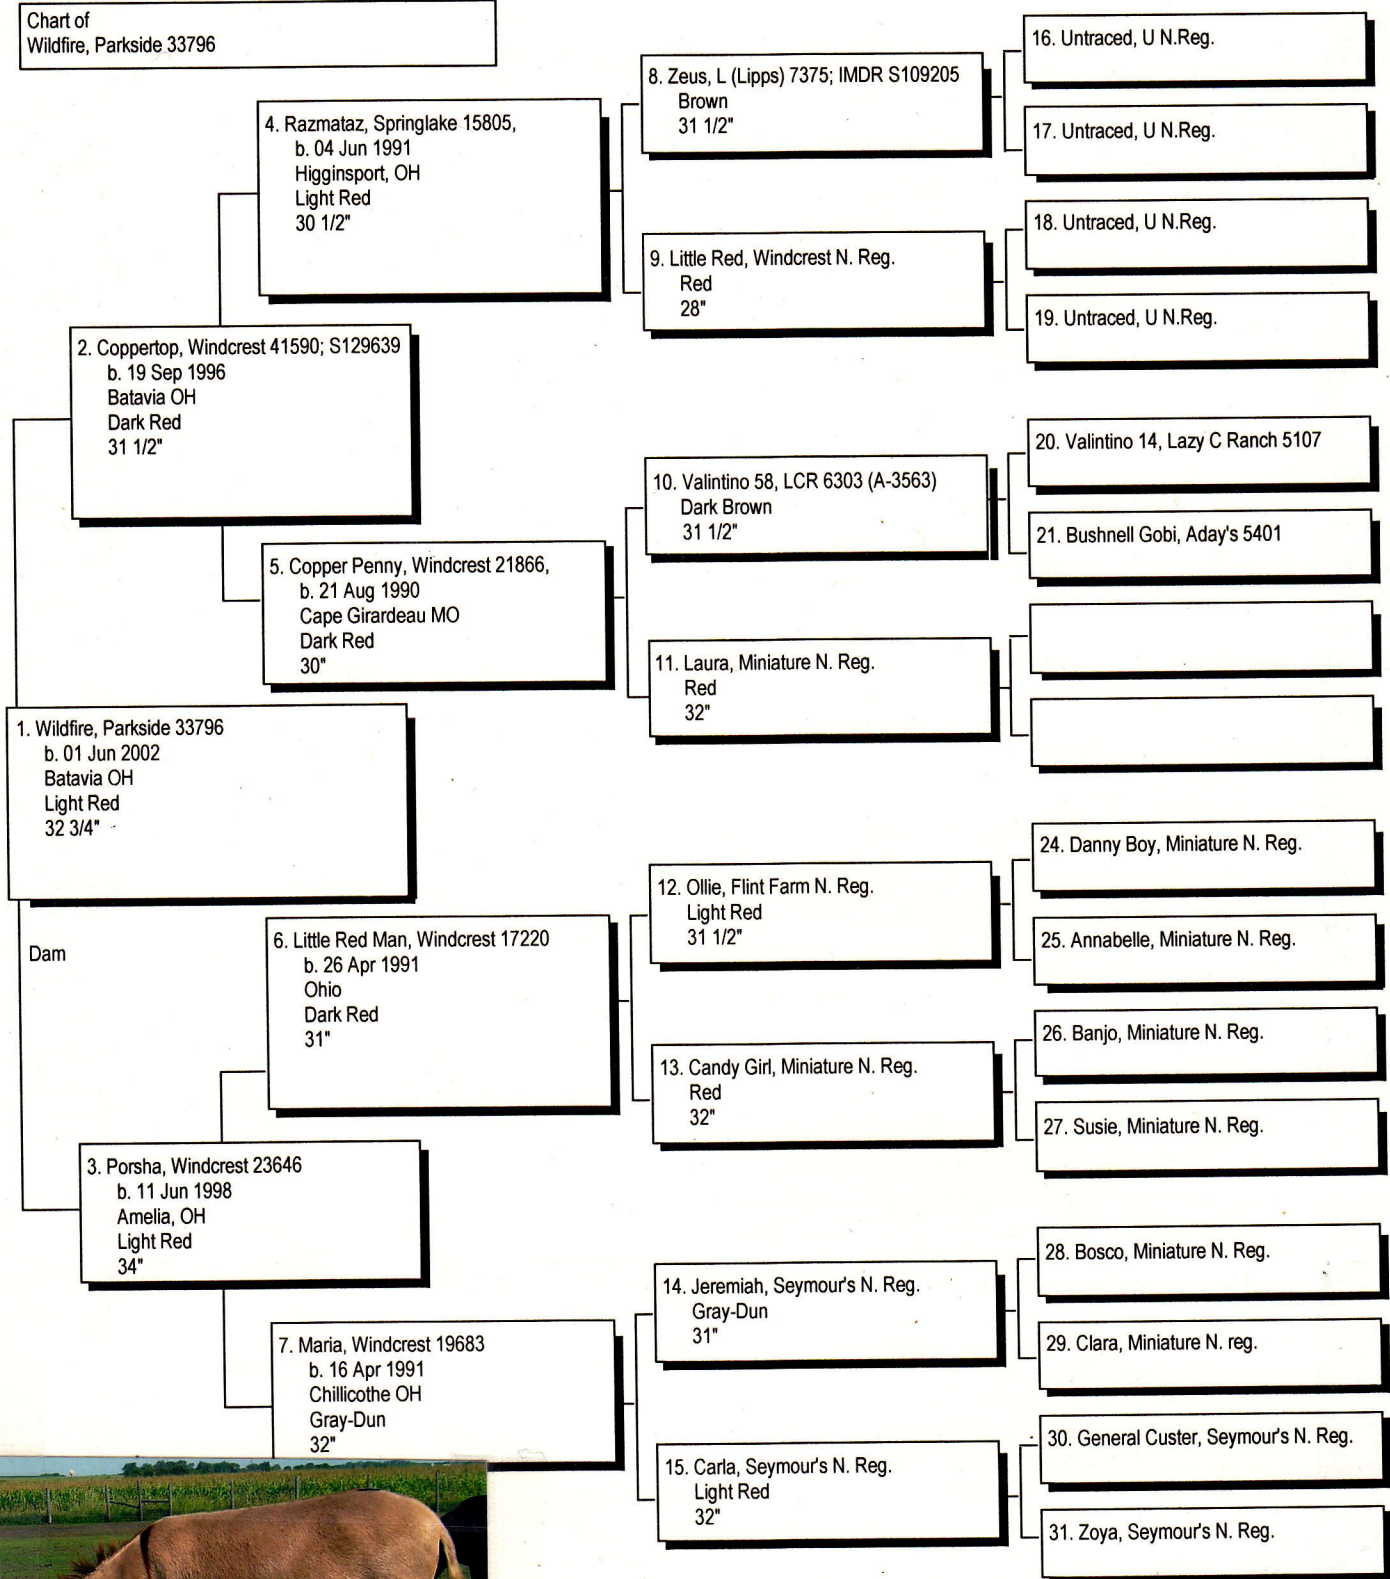 Chart of
Wildfire, Parkside 33796
1. Wildfire, Parkside 33796
b. 01 Jun 2002
Batavia OH
Light Red
32 3/4"
Dam
2. Coppertop, Windcrest 41590; S129639
b. 19 Sep 1996
Batavia OH
Dark Red
31 1/2"
3. Porsha, Windcrest 23646
b. 11 Jun 1998
Amelia, OH
Light Red
34"
4. Razmataz, Springlake 15805,
b. 04 Jun 1991
Higginsport, OH
Light Red
30 1/2"
5. Copper Penny, Windcrest 21866,
b. 21 Aug 1990
Cape Girardeau MO
Dark Red
30"
6. Little Red Man, Windcrest 17220
b. 26 Apr 1991
Ohio
Dark Red
31"
7. Maria, Windcrest 19683
b. 16 Apr 1991
Chillicothe OH
Gray-Dun
32"
8. Zeus, L (Lipps) 7375; IMDR S109205
Brown
31 1/2"
9. Little Red, Windcrest N. Reg.
Red
28"
10. Valintino 58, LCR 6303 (A-3563)
Dark Brown
31 1/2"
11. Laura, Miniature N. Reg.
Red
32"
12. Ollie, Flint Farm N. Reg.
Light Red
31 1/2"
13. Candy Girl, Miniature N. Reg.
Red
32"
14. Jeremiah, Seymour's N. Reg.
Gray-Dun
31"
15. Carla, Seymour's N. Reg.
Light Red
32"
16. Untraced, U N.Reg.
17. Untraced, U N.Reg.
18. Untraced, U N.Reg.
19. Untraced, U N.Reg.
20. Valintino 14, Lazy C Ranch 5107
21. Bushnell Gobi, Aday's 5401
24. Danny Boy, Miniature N. Reg.
25. Annabelle, Miniature N. Reg.
26. Banjo, Miniature N. Reg.
27. Susie, Miniature N. Reg.
28. Bosco, Miniature N. Reg.
29. Clara, Miniature N. reg.
30. General Custer, Seymour's N. Reg.
31. Zoya, Seymour's N. Reg.